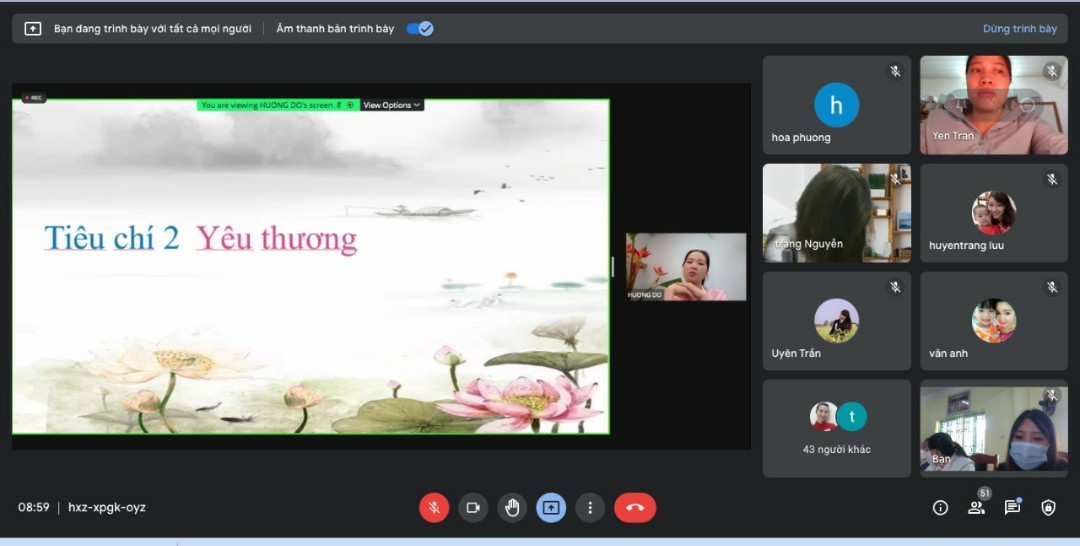 Bạn đang trình bày với tất cả mọi người
Âm thanh bản trình bày
Dừng trình bày
REC
You are viewing HUONG DO's screen
View Options
Tiêu chí 2 Yêu thương
HUONG DO
h
hoa phuong
Yen Tran
trang Nguyễn
huyentrang luu
Uyên Trần
vân anh
t
43 người khác
Bạn
08:59 | hxz-xpgk-oyz
51